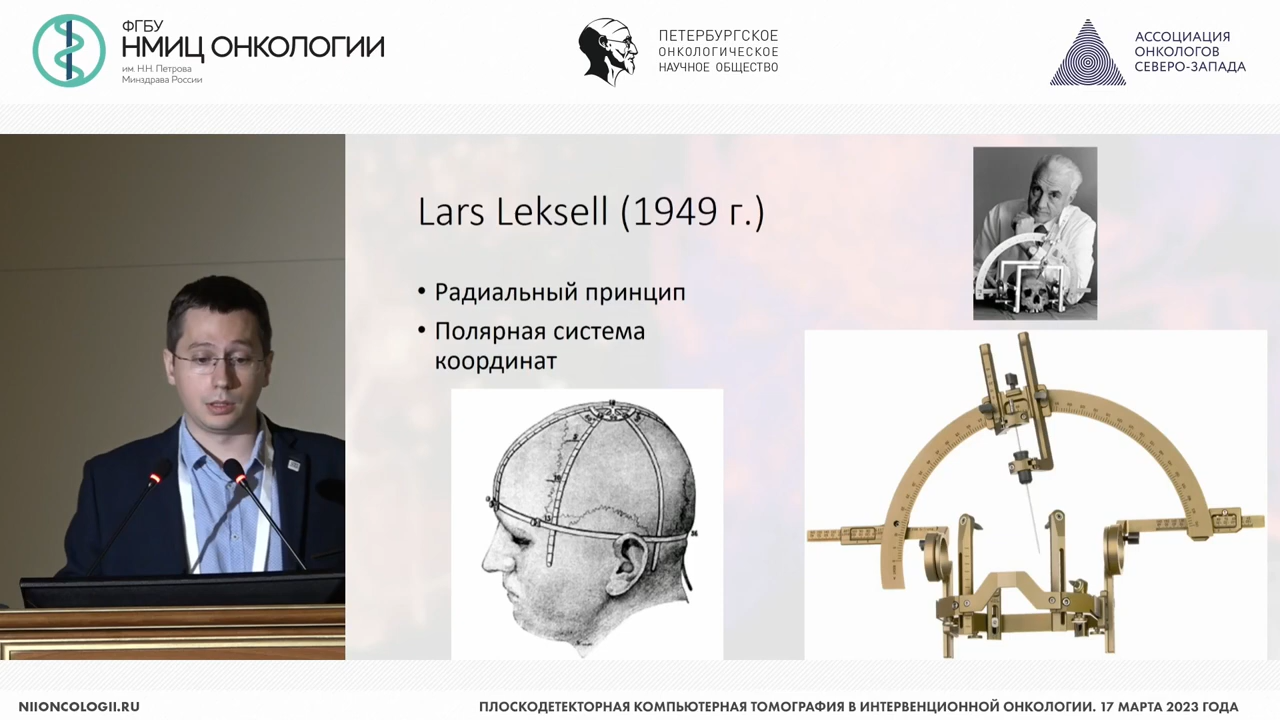 ФГБУ
НМИЦ ОНКОЛОГИИ
им. Н.Н. Петрова
Минздрава России
ПЕТЕРБУРГСКОЕ
ОНКОЛОГИЧЕСКОЕ
НАУЧНОЕ ОБЩЕСТВО
АССОЦИАЦИЯ
ОНКОЛОГОВ
СЕВЕРО-ЗАПАДА
Lars Leksell (1949 г.)
• Радиальный принцип
• Полярная система
координат
NIIONCOLOGII.RU
ПЛОСКОДЕТЕКТОРНАЯ КОМПЬЮТЕРНАЯ ТОМОГРАФИЯ В ИНТЕРВЕНЦИОННОЙ ОНКОЛОГИИ. 17 МАРТА 2023 ГОДА